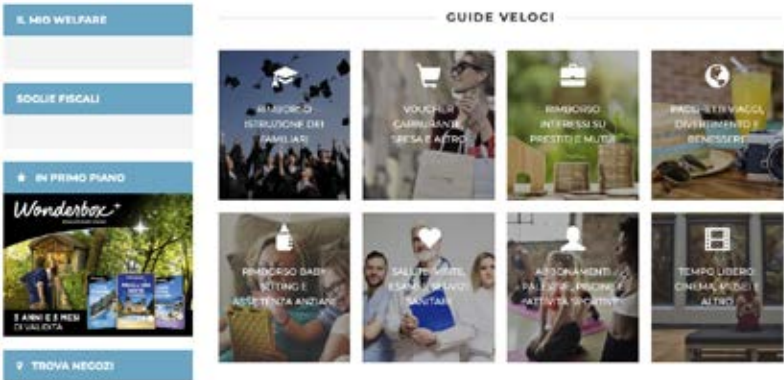 IL MIO WELFARE
SOGLIE FISCALI
IN PRIMO PIANO
Wonderbox
3 ANNI E 3 MESI
DI VALIDITÀ
TROVA NEGOZI
GUIDE VELOCI
RIMBORSO
ISTRUZIONE DEI
FAMILIARI
VOUCHER
CARBURANTE,
SPESA E ALTRO
RIMBORSO
INTERESSI SU
PRESTITI E MUTUI
PACCHETTI VIAGGI,
DIVERTIMENTO E
BENESSERE
RIMBORSO BABY
SITTING E
ASSISTENZA ANZIANI
SALUTE: VISITE,
ESAMI E SERVIZI
SANITARI
ABBONAMENTI
PALESTRE, PISCINE E
ATTIVITÀ SPORTIVE
TEMPO LIBERO
CINEMA, MUSEI E
ALTRO